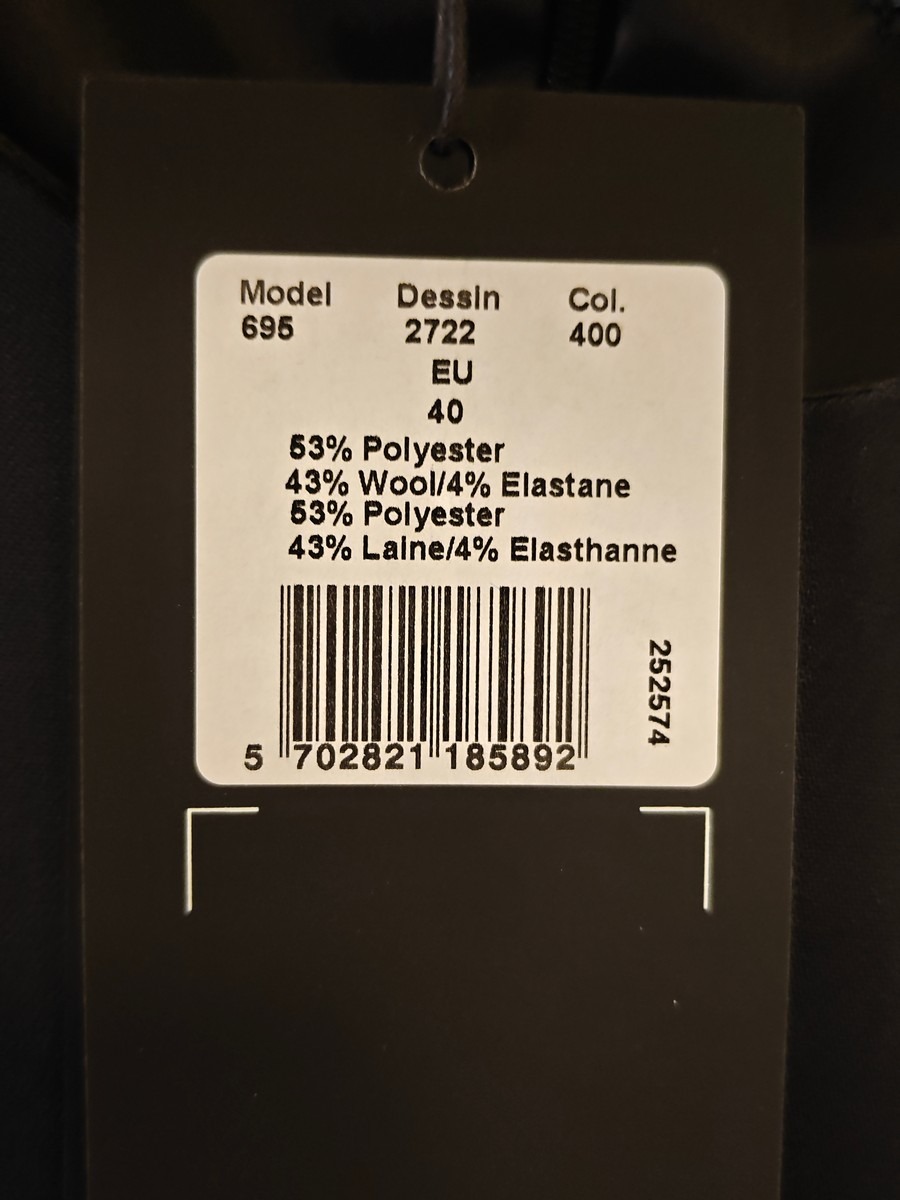 Model Dessin Col.
695 2722 400
EU
40
53% Polyester
43% Wool/4% Elastane
53% Polyester
43% Laine/4% Elasthanne
252574
5 702821 185892